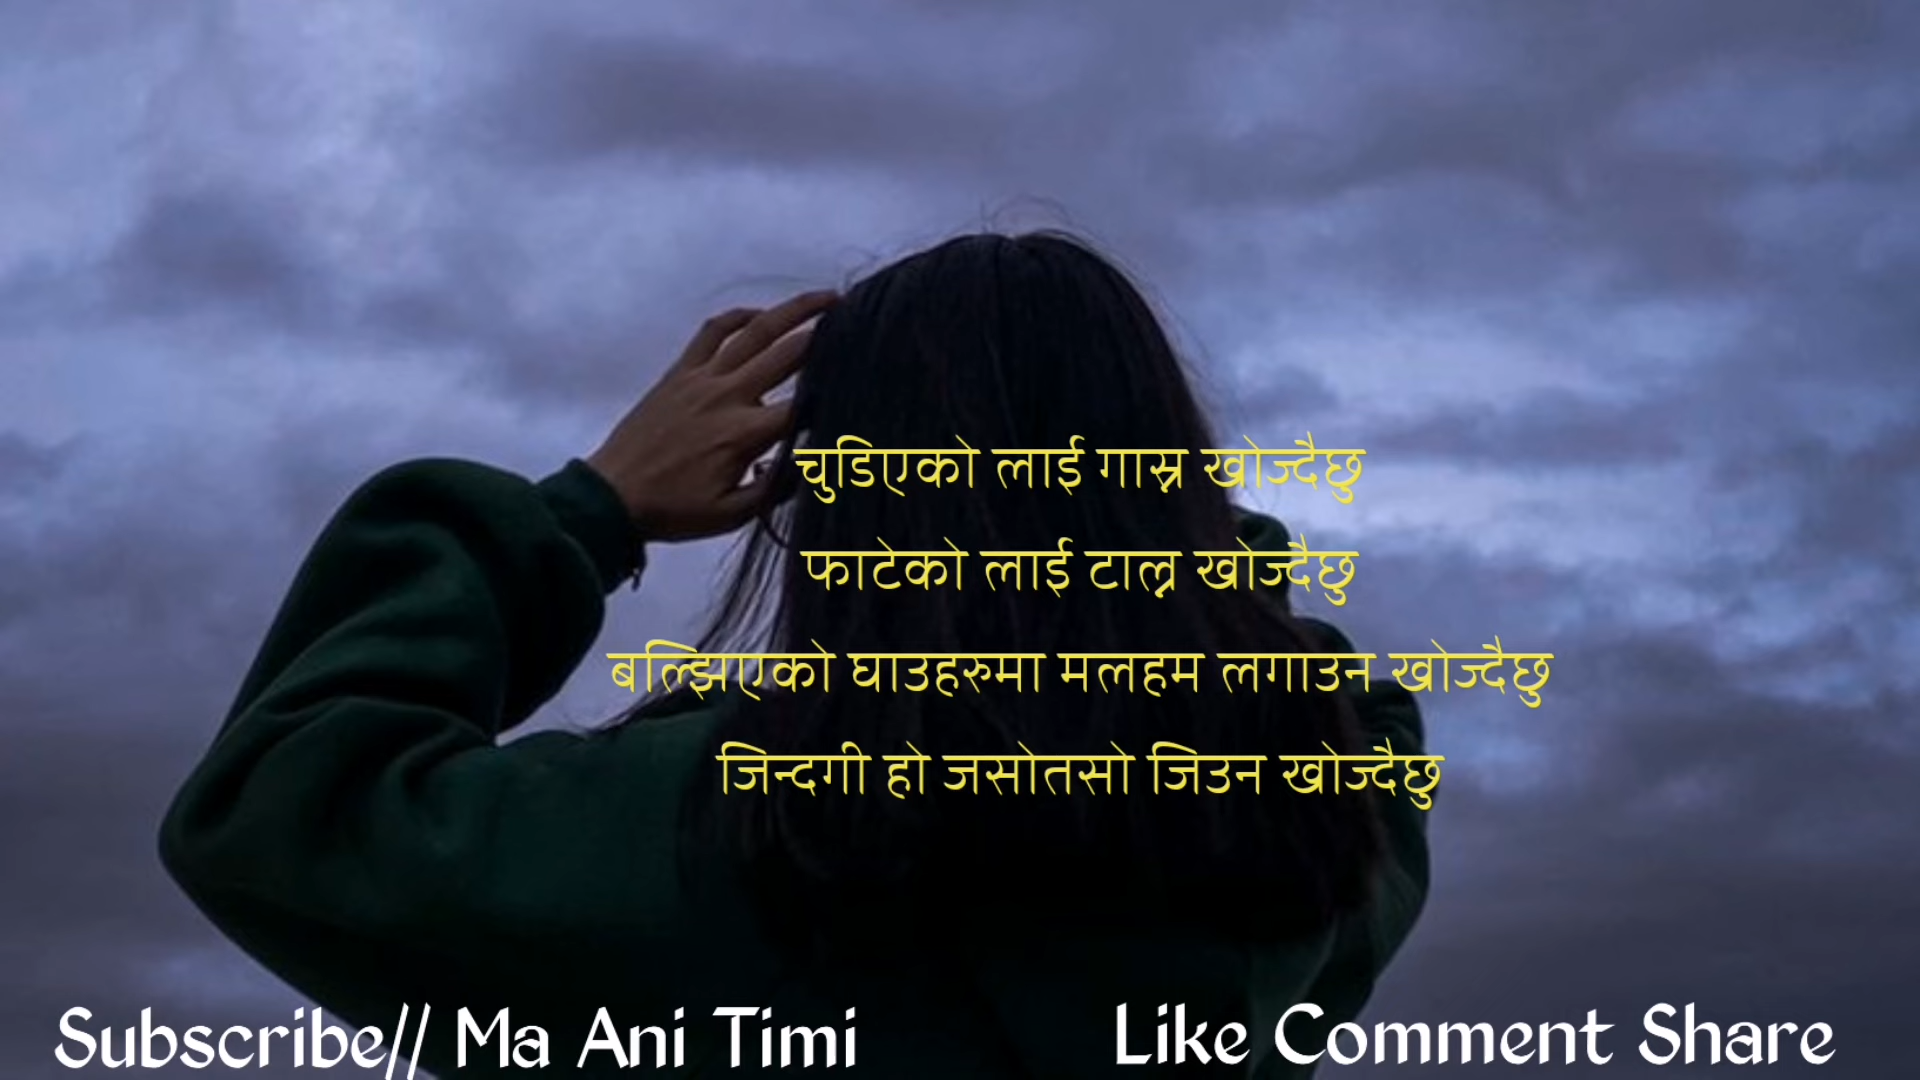 चुडिएको लाई गास्न खोज्दैछु
फाटेको लाई टाल्न खोज्दैछु
बल्झिएको घाउहरुमा मलहम लगाउन खोज्दैछु
जिन्दगी हो जसोतसो जिउन खोज्दैछु
Subscribe// Ma Ani Timi
Like Comment Share